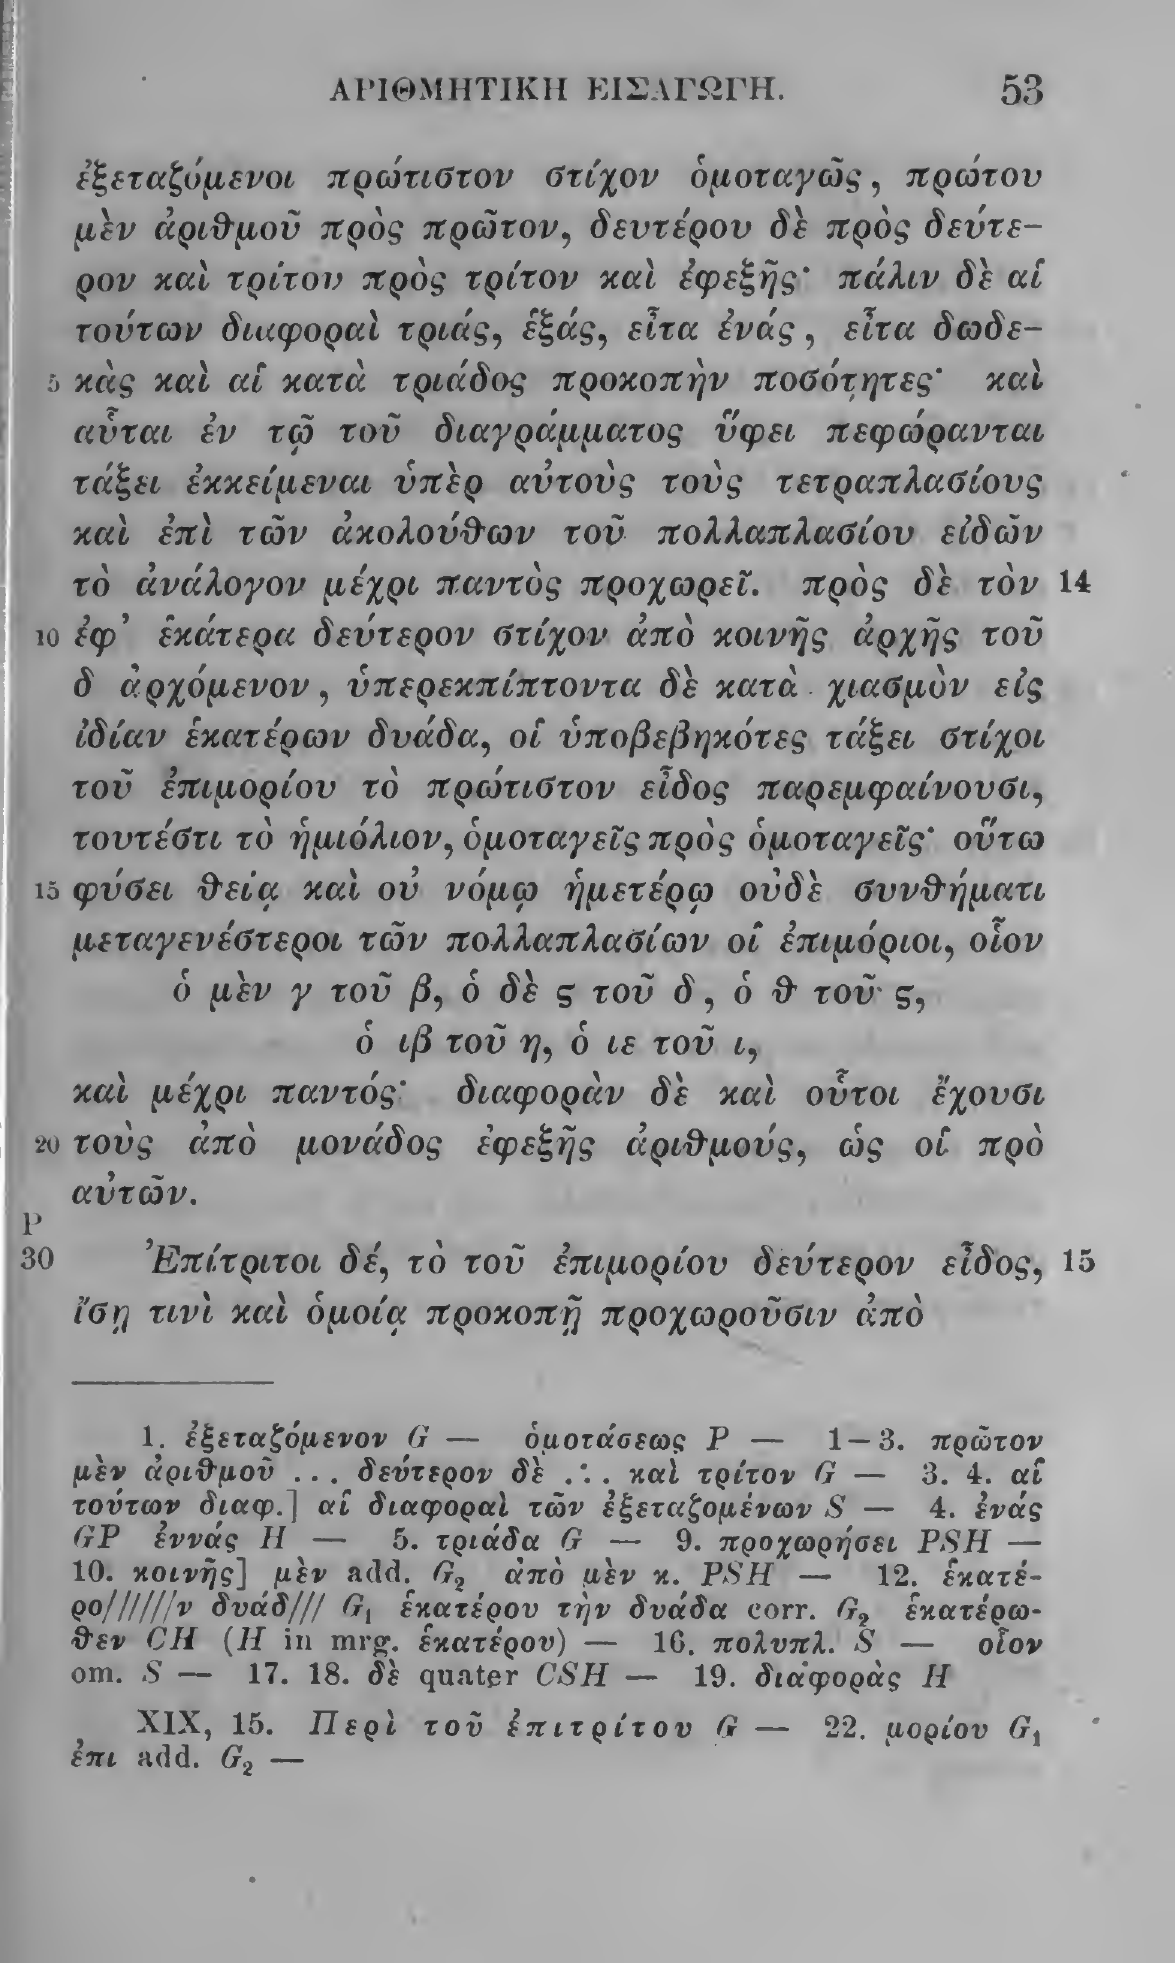 ΑΡΙΘΜΗΤΙΚΗ ΕΙΣΑΓΩΓΗ. 53
ἐξεταζόμενοι πρώτιστον στίχον ὁμοταγῶς, πρώτου
μὲν ἀριϑμοῦ πρὸς πρῶτον, δευτέρου δὲ πρὸς δεύτε-
ρον καὶ τρίτου πρὸς τρίτον καὶ ἐφεξῆς· πάλιν δὲ αἱ
τούτων διαφοραὶ τριάς, ἑξάς, εἶτα ἐνάς, εἶτα δωδε-
5 κὰς καὶ αἱ κατὰ τριάδος προκοπὴν ποσότητες· καὶ
αὗται ἐν τῷ τοῦ διαγράμματος ὕφει πεφώρανται
τάξει ἐκκείμεναι ὑπὲρ αὐτοὺς τοὺς τετραπλασίους
καὶ ἐπὶ τῶν ἀκολούϑων τοῦ πολλαπλασίου εἰδῶν
τὸ ἀνάλογον μέχρι παντὸς προχωρεῖ. πρὸς δὲ τὸν 14
10 ἐφ’ ἑκάτερα δεύτερον στίχον ἀπὸ κοινῆς ἀρχῆς τοῦ
δ ἀρχόμενον, ὑπερεκπίπτοντα δὲ κατὰ χιασμὸν εἰς
ἰδίαν ἑκατέρων δυάδα, οἱ ὑποβεβηκότες τάξει στίχοι
τοῦ ἐπιμορίου τὸ πρώτιστον εἶδος παρεμφαίνουσι,
τουτέστι τὸ ἡμιόλιον, ὁμοταγεῖς πρὸς ὁμοταγεῖς· οὕτω
15 φύσει ϑείᾳ καὶ οὐ νόμῳ ἡμετέρῳ οὐδὲ συνϑήματι
μεταγενέστεροι τῶν πολλαπλασίων οἱ ἐπιμόριοι, οἷον
ὁ μὲν γ τοῦ β, ὁ δὲ ς τοῦ δ, ὁ ϑ τοῦ ς,
ὁ ιβ τοῦ η, ὁ ιε τοῦ ι,
καὶ μέχρι παντός· διαφορὰν δὲ καὶ οὗτοι ἔχουσι
20 τοὺς ἀπὸ μονάδος ἐφεξῆς ἀριϑμούς, ὡς οἱ πρὸ
αὐτῶν.
P
30 Ἐπίτριτοι δέ, τὸ τοῦ ἐπιμορίου δεύτερον εἶδος, 15
ἴσῃ τινὶ καὶ ὁμοίᾳ προκοπῇ προχωροῦσιν ἀπὸ
1. ἐξεταζόμενον G — ὁμοτάσεως P — 1—3. πρῶτον
μὲν ἀριϑμοῦ ... δεύτερον δὲ ... καὶ τρίτον G — 3. 4. αἱ
τούτων διαφ.] αἱ διαφοραὶ τῶν ἐξεταζομένων S — 4. ἐνάς
GP ἐννάς H — 5. τριάδα G — 9. προχωρήσει PSH —
10. κοινῆς] μὲν add. G₂ ἀπὸ μὲν κ. PSH — 12. ἑκατέ-
ρο//////ν δυάδ/// G₁ ἑκατέρου τὴν δυάδα corr. G₂ ἑκατέρω-
ϑεν CH (H in mrg. ἑκατέρου) — 16. πολυπλ. S — οἷον
om. S — 17. 18. δὲ quater CSH — 19. διαφορὰς H
XIX, 15. Περὶ τοῦ ἐπιτρίτου G — 22. μορίου G₁
ἐπι add. G₂ —